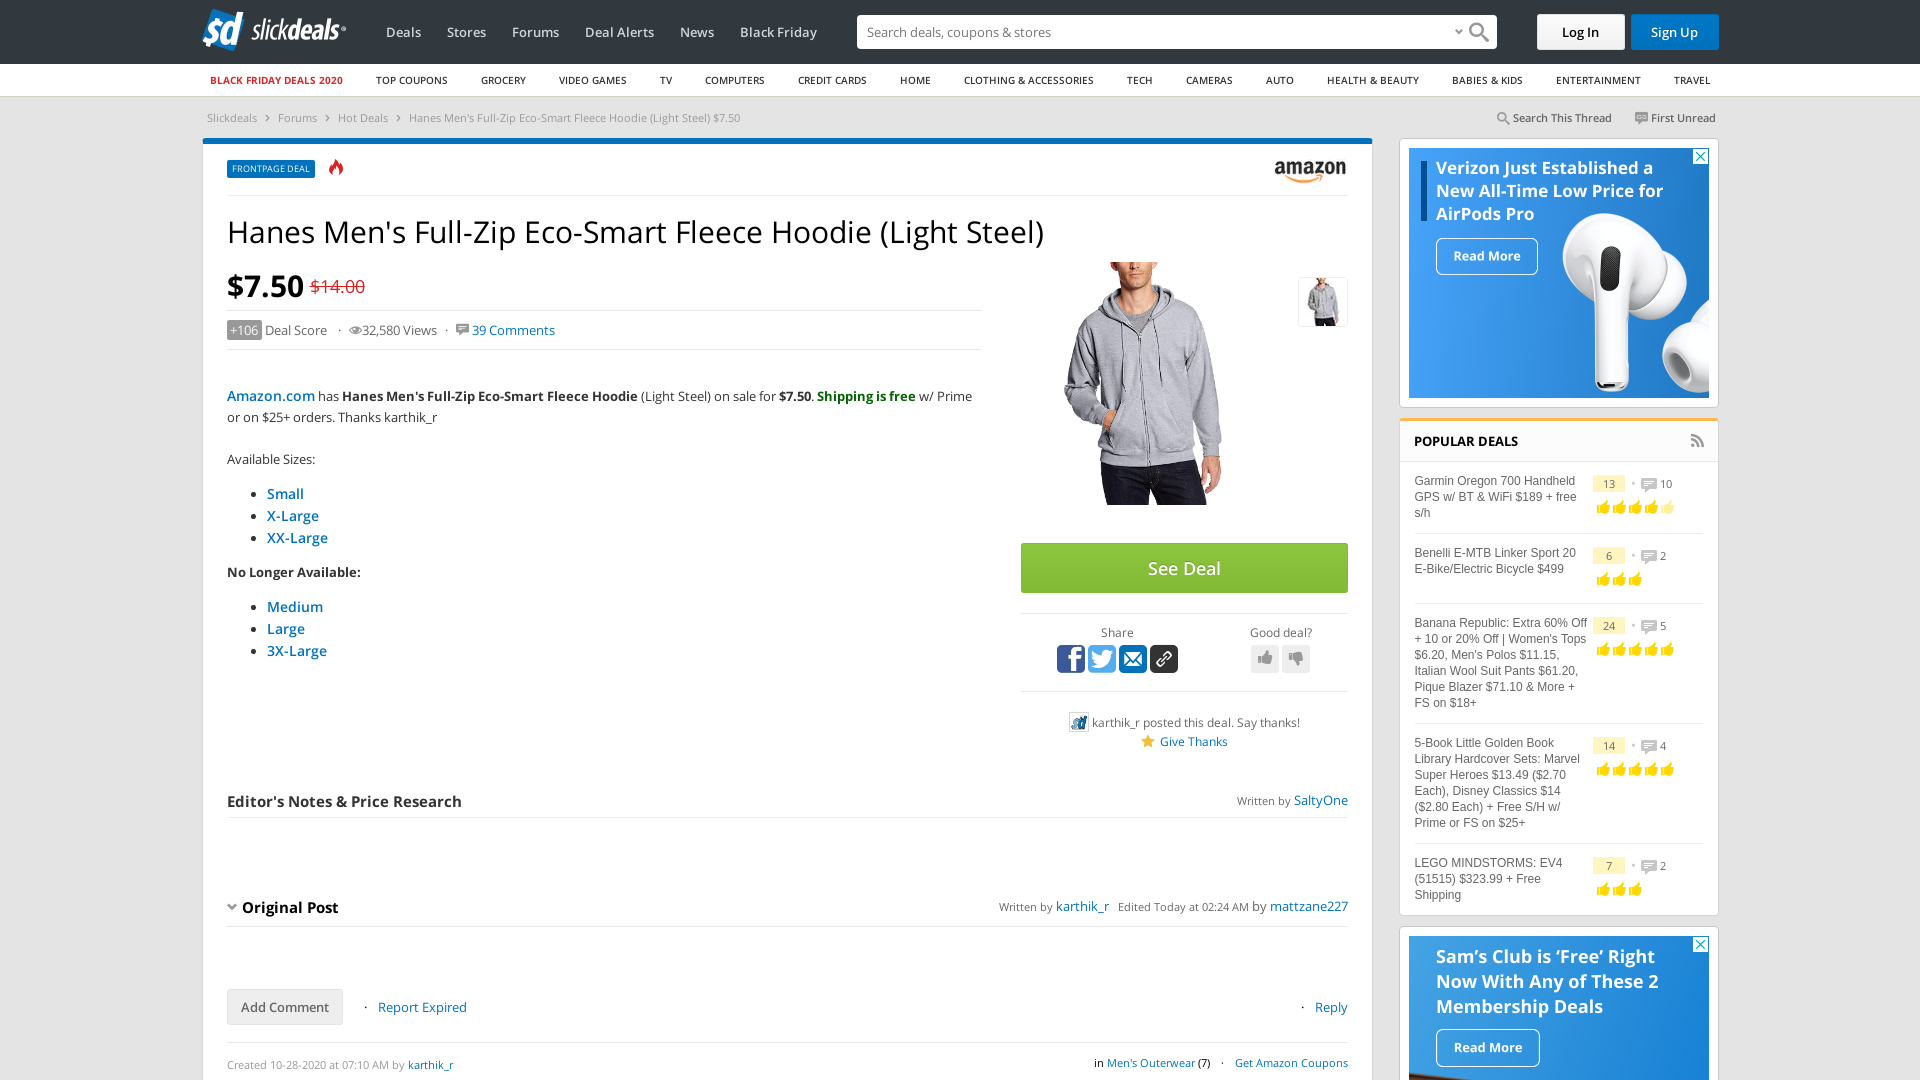 slickdeals
Deals Stores Forums Deal Alerts News Black Friday
Search deals, coupons & stores
Log In Sign Up
BLACK FRIDAY DEALS 2020 TOP COUPONS GROCERY VIDEO GAMES TV COMPUTERS CREDIT CARDS HOME CLOTHING & ACCESSORIES TECH CAMERAS AUTO HEALTH & BEAUTY BABIES & KIDS ENTERTAINMENT TRAVEL
Slickdeals › Forums › Hot Deals › Hanes Men's Full-Zip Eco-Smart Fleece Hoodie (Light Steel) $7.50
Search This Thread First Unread
FRONTPAGE DEAL
amazon
Hanes Men's Full-Zip Eco-Smart Fleece Hoodie (Light Steel)
$7.50 $14.00
+106 Deal Score · 32,580 Views · 39 Comments
Amazon.com has Hanes Men's Full-Zip Eco-Smart Fleece Hoodie (Light Steel) on sale for $7.50. Shipping is free w/ Prime
or on $25+ orders. Thanks karthik_r
Available Sizes:
• Small
• X-Large
• XX-Large
No Longer Available:
• Medium
• Large
• 3X-Large
See Deal
Share Good deal?
karthik_r posted this deal. Say thanks!
Give Thanks
Editor's Notes & Price Research
Written by SaltyOne
Original Post
Written by karthik_r Edited Today at 02:24 AM by mattzane227
Add Comment · Report Expired
· Reply
Created 10-28-2020 at 07:10 AM by karthik_r
in Men's Outerwear (7) · Get Amazon Coupons
Verizon Just Established a
New All-Time Low Price for
AirPods Pro
Read More
POPULAR DEALS
Garmin Oregon 700 Handheld
GPS w/ BT & WiFi $189 + free
s/h
13 • 10
Benelli E-MTB Linker Sport 20
E-Bike/Electric Bicycle $499
6 • 2
Banana Republic: Extra 60% Off
+ 10 or 20% Off | Women's Tops
$6.20, Men's Polos $11.15,
Italian Wool Suit Pants $61.20,
Pique Blazer $71.10 & More +
FS on $18+
24 • 5
5-Book Little Golden Book
Library Hardcover Sets: Marvel
Super Heroes $13.49 ($2.70
Each), Disney Classics $14
($2.80 Each) + Free S/H w/
Prime or FS on $25+
14 • 4
LEGO MINDSTORMS: EV4
(51515) $323.99 + Free
Shipping
7 • 2
Sam's Club is ‘Free’ Right
Now With Any of These 2
Membership Deals
Read More